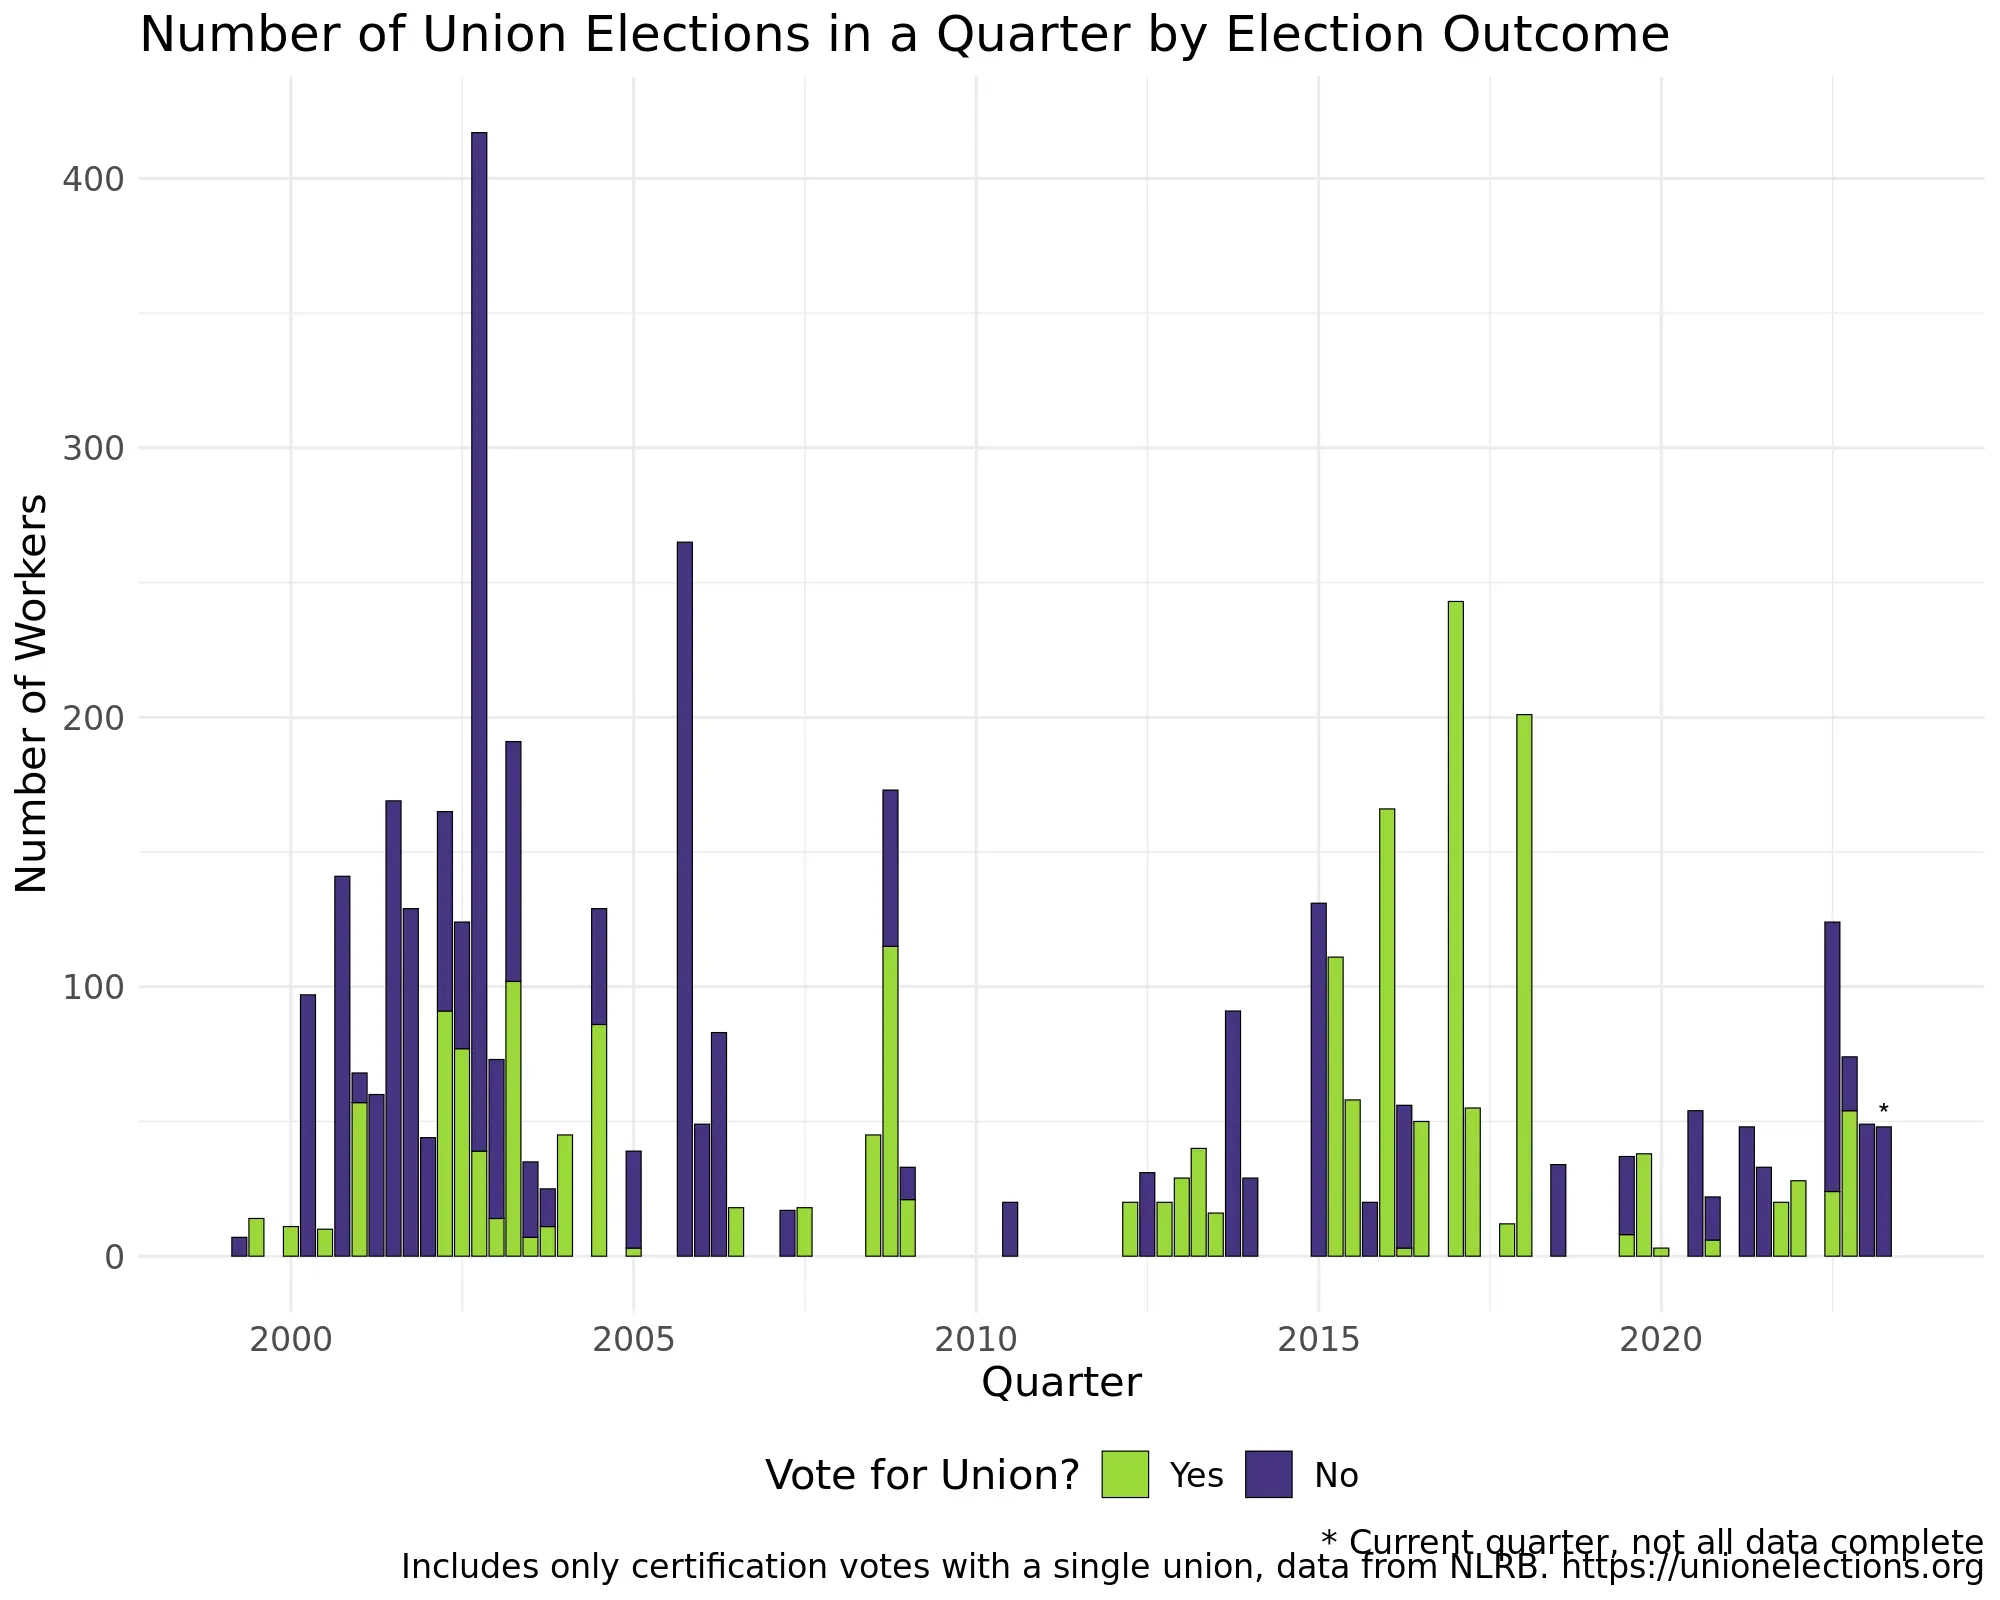 Number of Union Elections in a Quarter by Election Outcome
Number of Workers
400
300
200
100
0
*
2000 2005 2010 2015 2020
Quarter
Vote for Union? Yes No
* Current quarter, not all data complete
Includes only certification votes with a single union, data from NLRB. https://unionelections.org